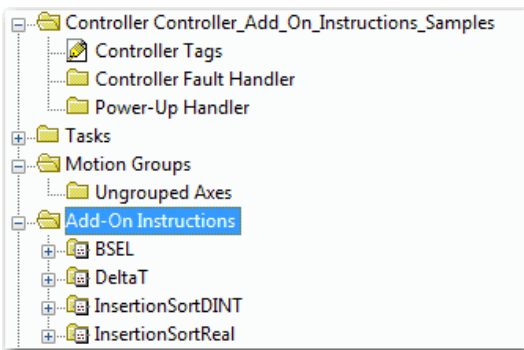 Controller Controller_Add_On_Instructions_Samples
Controller Tags
Controller Fault Handler
Power-Up Handler
Tasks
Motion Groups
Ungrouped Axes
Add-On Instructions
BSEL
DeltaT
InsertionSortDINT
InsertionSortReal